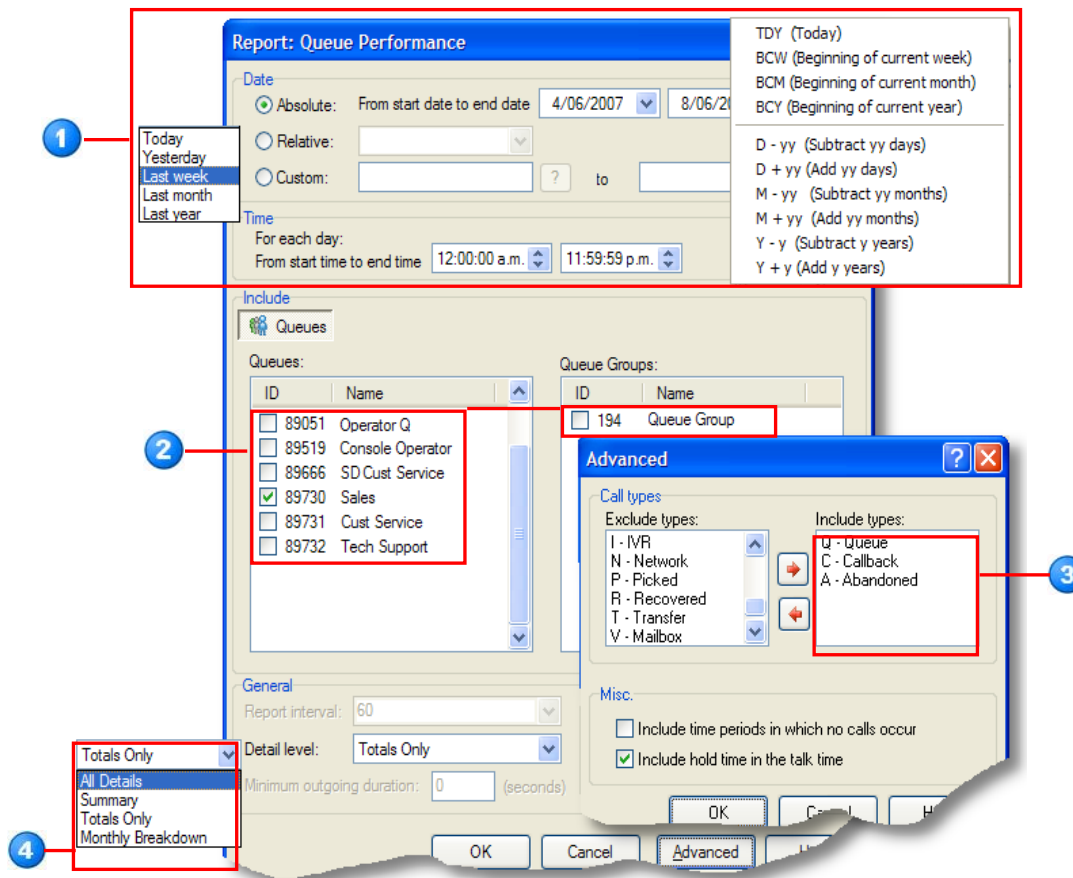 Report: Queue Performance
TDY (Today)
BCW (Beginning of current week)
BCM (Beginning of current month)
BCY (Beginning of current year)
D - yy (Subtract yy days)
D + yy (Add yy days)
M - yy (Subtract yy months)
M + yy (Add yy months)
Y - y (Subtract y years)
Y + y (Add y years)
Date
Absolute: From start date to end date 4/06/2007 8/06/20
Relative:
Custom: ? to
1
Today
Yesterday
Last week
Last month
Last year
Time
For each day:
From start time to end time 12:00:00 a.m. 11:59:59 p.m.
Include
Queues
Queues:
ID Name
89051 Operator Q
89519 Console Operator
89666 SD Cust Service
89730 Sales
89731 Cust Service
89732 Tech Support
2
Queue Groups:
ID Name
194 Queue Group
Advanced ?
Call types
Exclude types:
I - IVR
N - Network
P - Picked
R - Recovered
T - Transfer
V - Mailbox
Include types:
Q - Queue
C - Callback
A - Abandoned
3
Misc.
Include time periods in which no calls occur
Include hold time in the talk time
OK
General
Report interval: 60
Detail level: Totals Only
Minimum outgoing duration: 0 (seconds)
Totals Only
All Details
Summary
Totals Only
Monthly Breakdown
4
OK Cancel Advanced